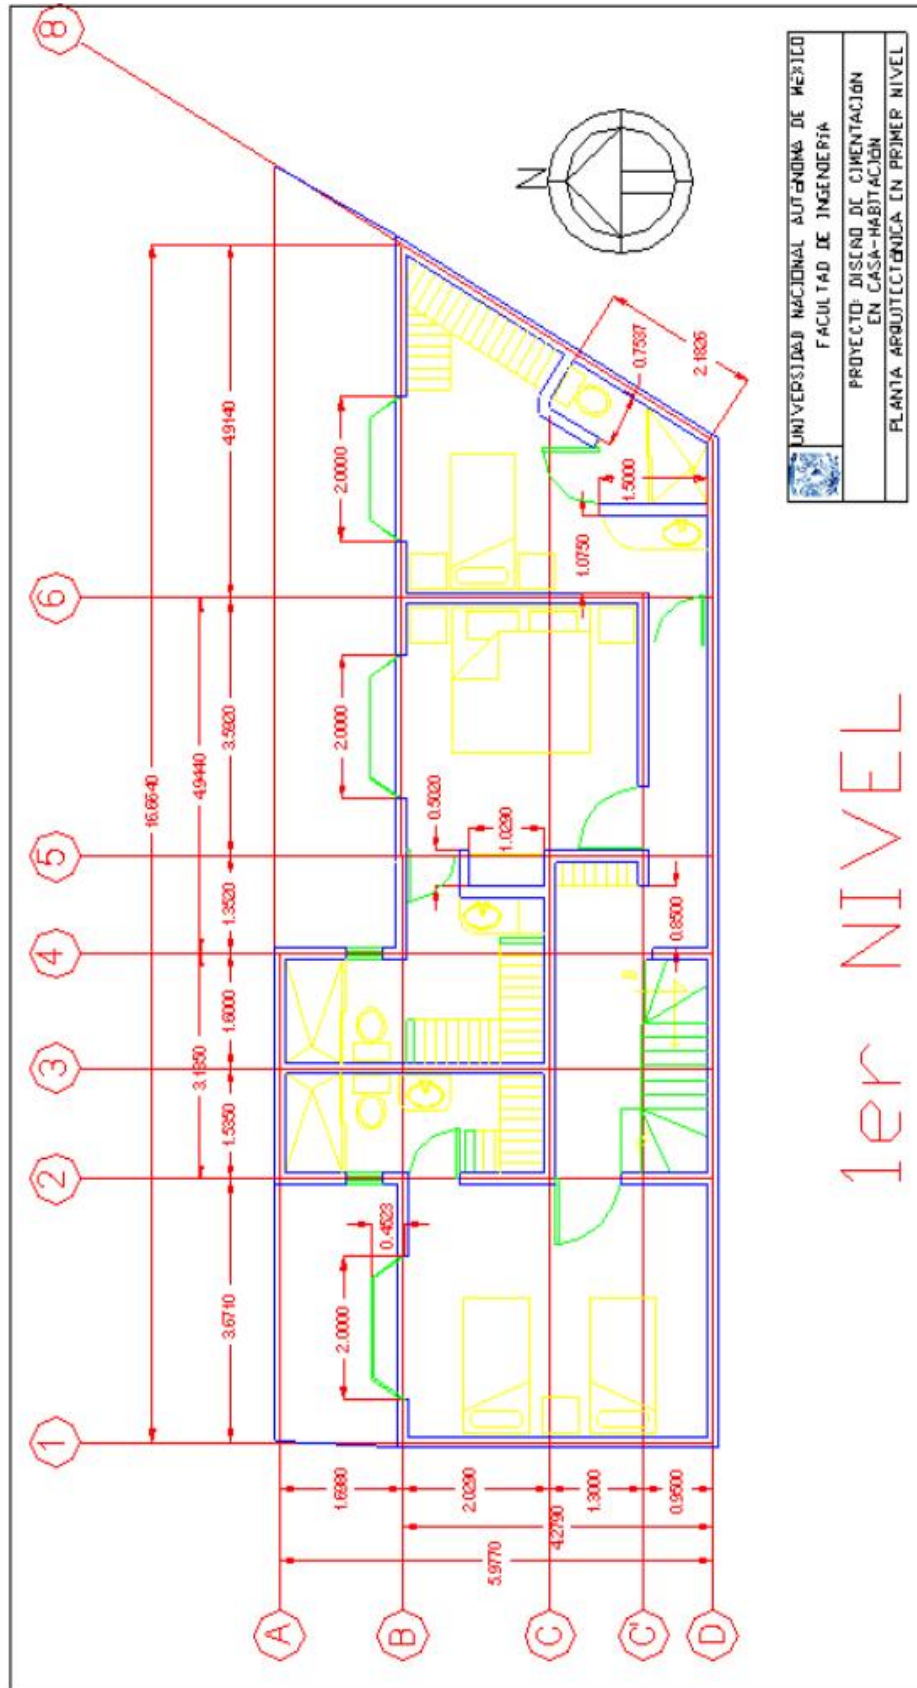 8
6
5
4
3
2
1
16.6640
4.9140
4.9440
3.5920
1.3520
3.1350
1.6000
1.5350
3.6710
2.0000
2.0000
2.0000
0.4523
0.5020
1.0290
0.8500
1.0750
1.5000
0.7537
2.1826
N
B
1.6980
2.0290
1.3000
0.9500
4.2790
5.9770
A
B
C
C'
D
1er NIVEL
UNIVERSIDAD NACIONAL AUTÓNOMA DE MÉXICO
FACULTAD DE INGENIERÍA
PROYECTO: DISEÑO DE CIMENTACIÓN
EN CASA-HABITACIÓN
PLANTA ARQUITECTÓNICA EN PRIMER NIVEL